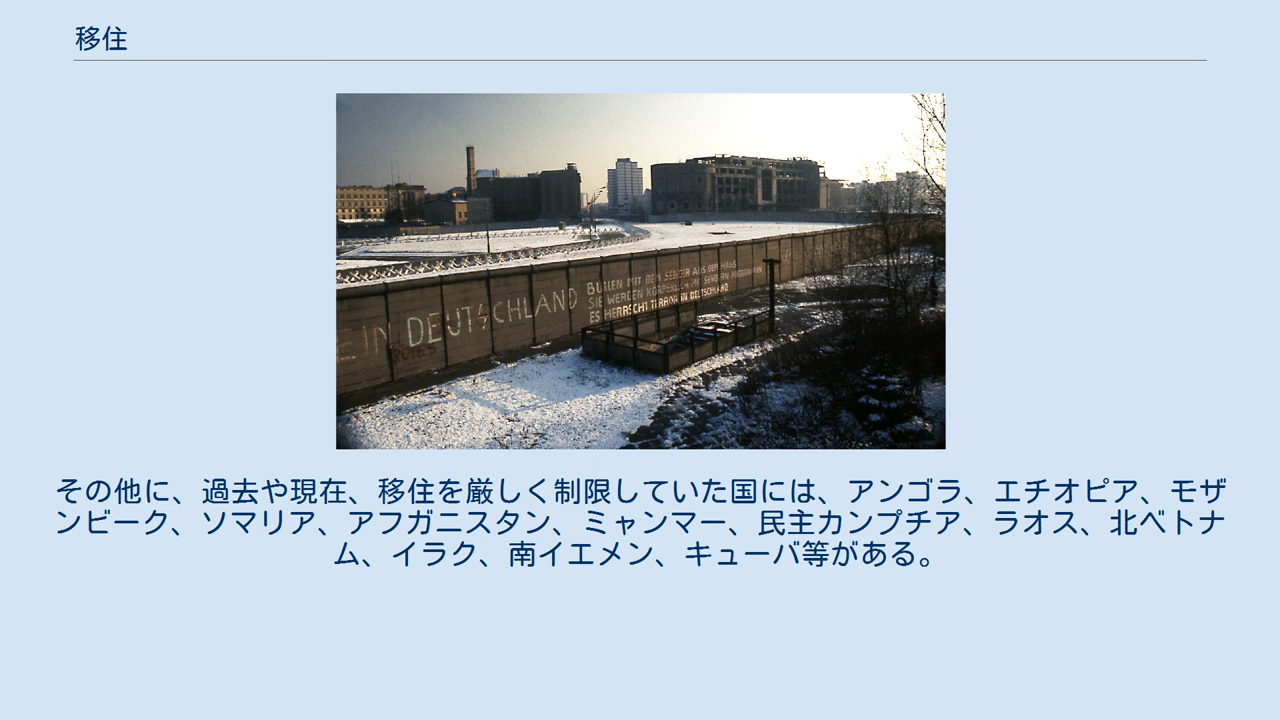 移住
EIN DEUTSCHLAND
ES HERRSCHT TERROR IN DEUTSCHLAND
その他に、過去や現在、移住を厳しく制限していた国には、アンゴラ、エチオピア、モザ
ンビーク、ソマリア、アフガニスタン、ミャンマー、民主カンプチア、ラオス、北ベトナ
ム、イラク、南イエメン、キューバ等がある。